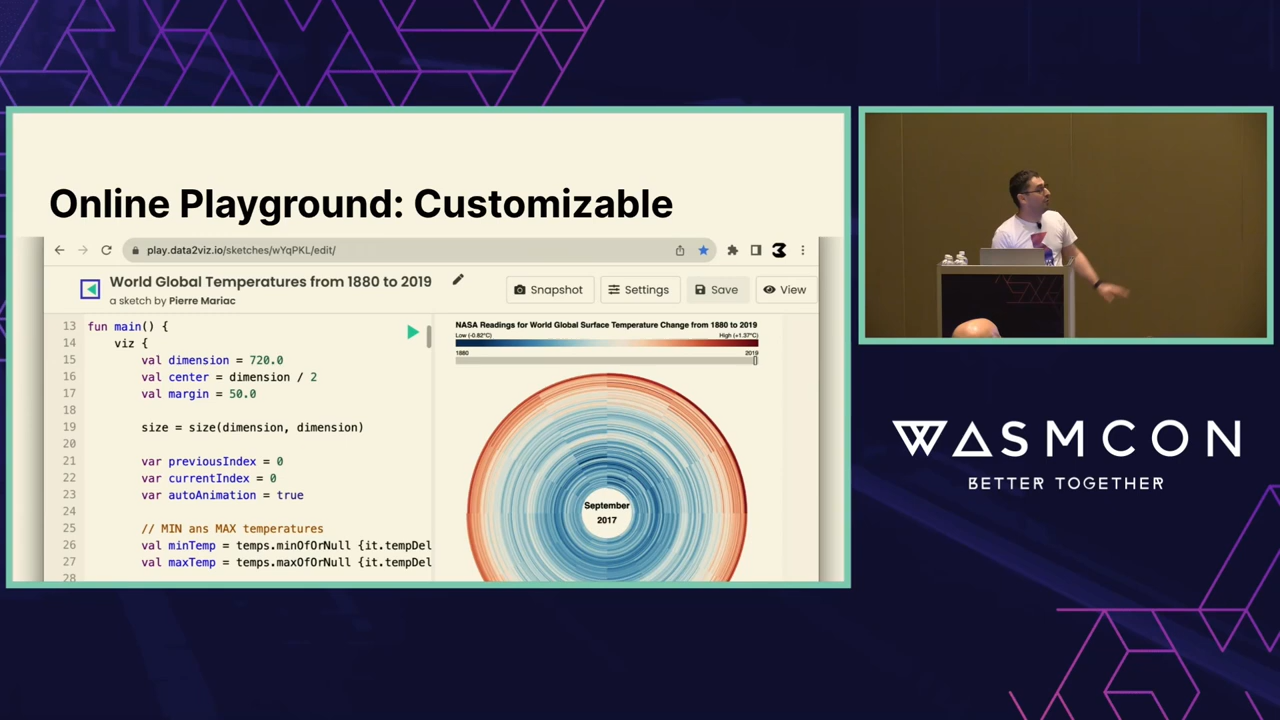 Online Playground: Customizable
play.data2viz.io/sketches/wYqPKL/edit/
World Global Temperatures from 1880 to 2019
a sketch by Pierre Mariac
Snapshot
Settings
Save
View
13 fun main() {
14 viz {
15 val dimension = 720.0
16 val center = dimension / 2
17 val margin = 50.0
18
19 size = size(dimension, dimension)
20
21 var previousIndex = 0
22 var currentIndex = 0
23 var autoAnimation = true
24
25 // MIN ans MAX temperatures
26 val minTemp = temps.minOfOrNull {it.tempDel
27 val maxTemp = temps.maxOfOrNull {it.tempDel
28
NASA Readings for World Global Surface Temperature Change from 1880 to 2019
Low (-0.82°C) High (+1.37°C)
1880 2019
September
2017
WASMCON
BETTER TOGETHER